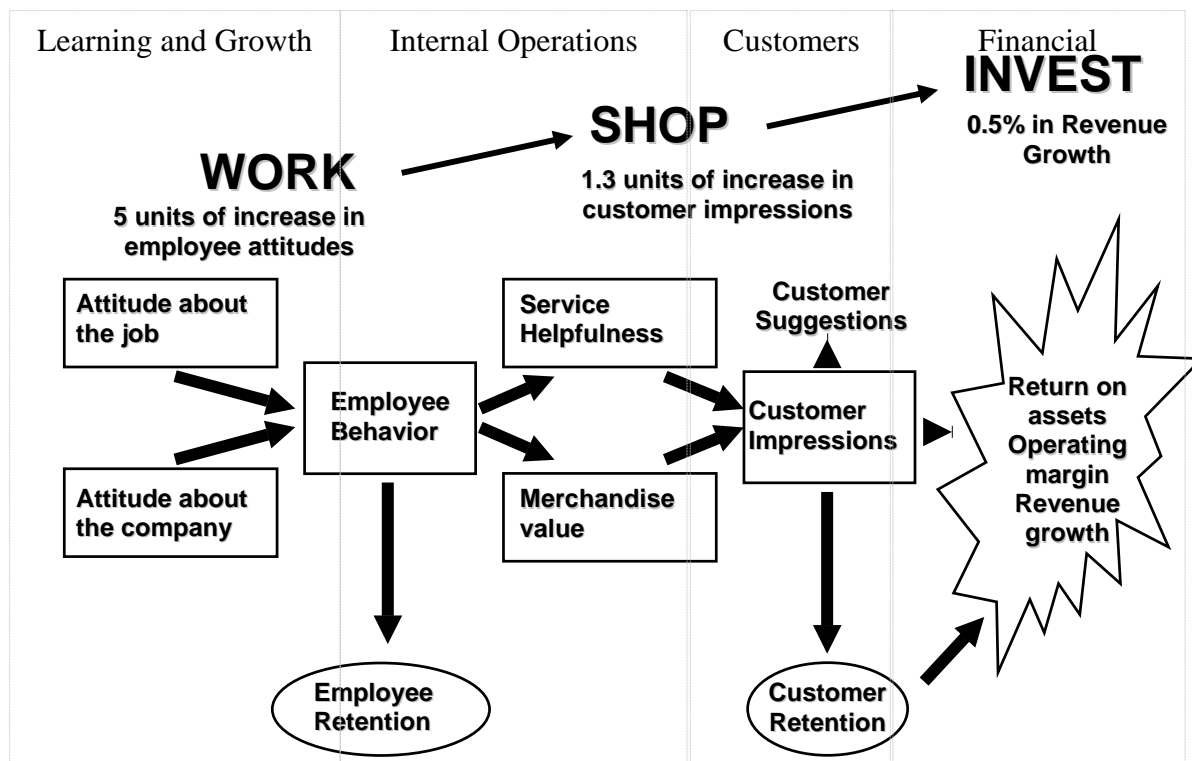 Learning and Growth
Internal Operations
Customers
Financial
INVEST
0.5% in Revenue
Growth
SHOP
1.3 units of increase in
customer impressions
WORK
5 units of increase in
employee attitudes
Attitude about
the job
Attitude about
the company
Employee
Behavior
Service
Helpfulness
Merchandise
value
Customer
Suggestions
Customer
Impressions
Return on
assets
Operating
margin
Revenue
growth
Employee
Retention
Customer
Retention